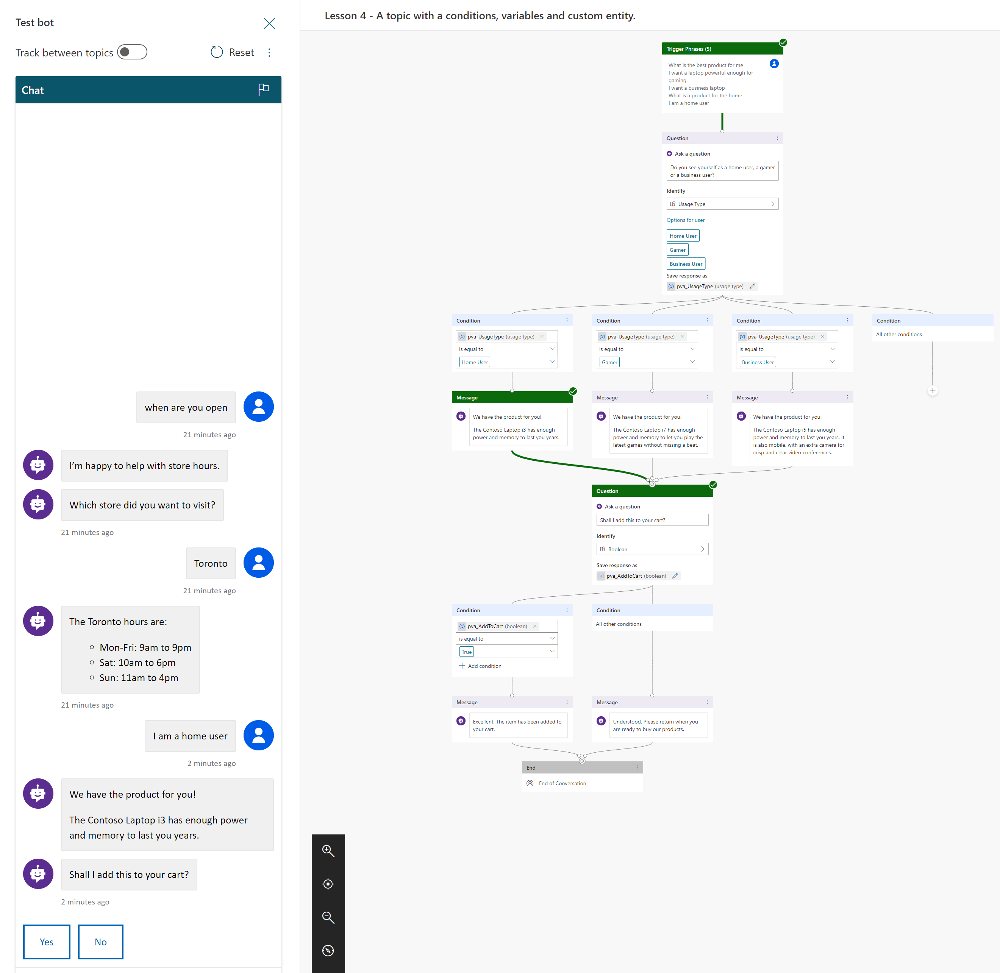 Test bot
Track between topics
Reset
Chat
when are you open
21 minutes ago
I'm happy to help with store hours.
Which store did you want to visit?
21 minutes ago
Toronto
21 minutes ago
The Toronto hours are:
Mon-Fri: 9am to 9pm
Sat: 10am to 6pm
Sun: 11am to 4pm
21 minutes ago
I am a home user
2 minutes ago
We have the product for you!
The Contoso Laptop i3 has enough power
and memory to last you years.
Shall I add this to your cart?
2 minutes ago
Yes
No
Lesson 4 - A topic with a conditions, variables and custom entity.
Trigger Phrases (5)
What is the best product for me
I want a laptop powerful enough for
gaming
I want a business laptop
What is a product for the home
I am a home user
Question
Ask a question
Do you see yourself as a home user, a gamer
or a business user?
Identify
Usage Type
Options for user
Home User
Gamer
Business User
Save response as
{x} pva_UsageType (usage type)
Condition
{x} pva_UsageType (usage type)
is equal to
Home User
Condition
{x} pva_UsageType (usage type)
is equal to
Gamer
Condition
{x} pva_UsageType (usage type)
is equal to
Business User
Condition
All other conditions
Message
We have the product for you!
The Contoso Laptop i3 has enough
power and memory to last you years.
Message
We have the product for you!
The Contoso Laptop i7 has enough
power and memory to let you play the
latest games without missing a beat.
Message
We have the product for you!
The Contoso Laptop i5 has enough
power and memory to last you years. It
is also mobile, with an extra camera for
crisp and clear video conferences.
Question
Ask a question
Shall I add this to your cart?
Identify
Boolean
Save response as
{x} pva_AddToCart (boolean)
Condition
{x} pva_AddToCart (boolean)
is equal to
True
Add condition
Condition
All other conditions
Message
Excellent. The item has been added to
your cart.
Message
Understood. Please return when you
are ready to buy our products.
End
End of Conversation